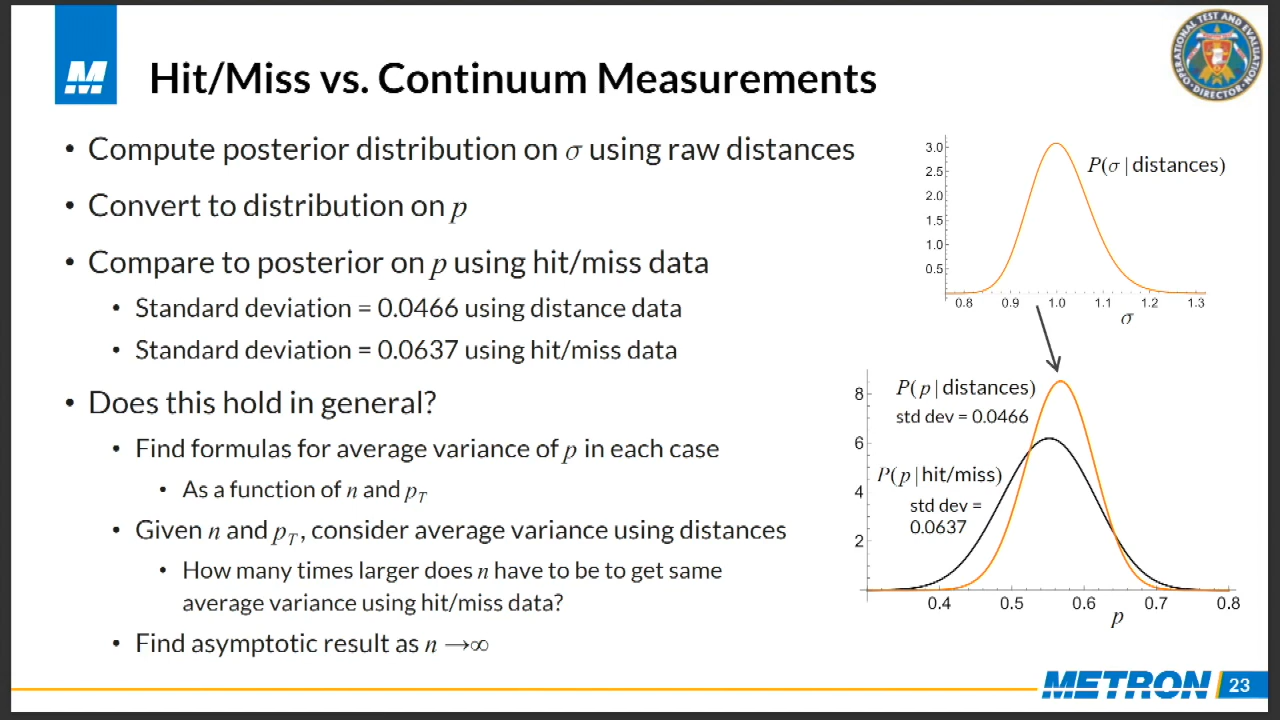 Hit/Miss vs. Continuum Measurements
OPERATIONAL TEST AND EVALUATION
• DIRECTOR •
• Compute posterior distribution on σ using raw distances
• Convert to distribution on p
• Compare to posterior on p using hit/miss data
• Standard deviation = 0.0466 using distance data
• Standard deviation = 0.0637 using hit/miss data
• Does this hold in general?
• Find formulas for average variance of p in each case
• As a function of n and p_T
• Given n and p_T, consider average variance using distances
• How many times larger does n have to be to get same
average variance using hit/miss data?
• Find asymptotic result as n →∞
3.0
2.5
2.0
1.5
1.0
0.5
P(σ | distances)
0.8 0.9 1.0 1.1 1.2 1.3
σ
8
6
4
2
P(p | distances)
std dev = 0.0466
P(p | hit/miss)
std dev =
0.0637
0.4 0.5 0.6 0.7 0.8
p
METRON 23